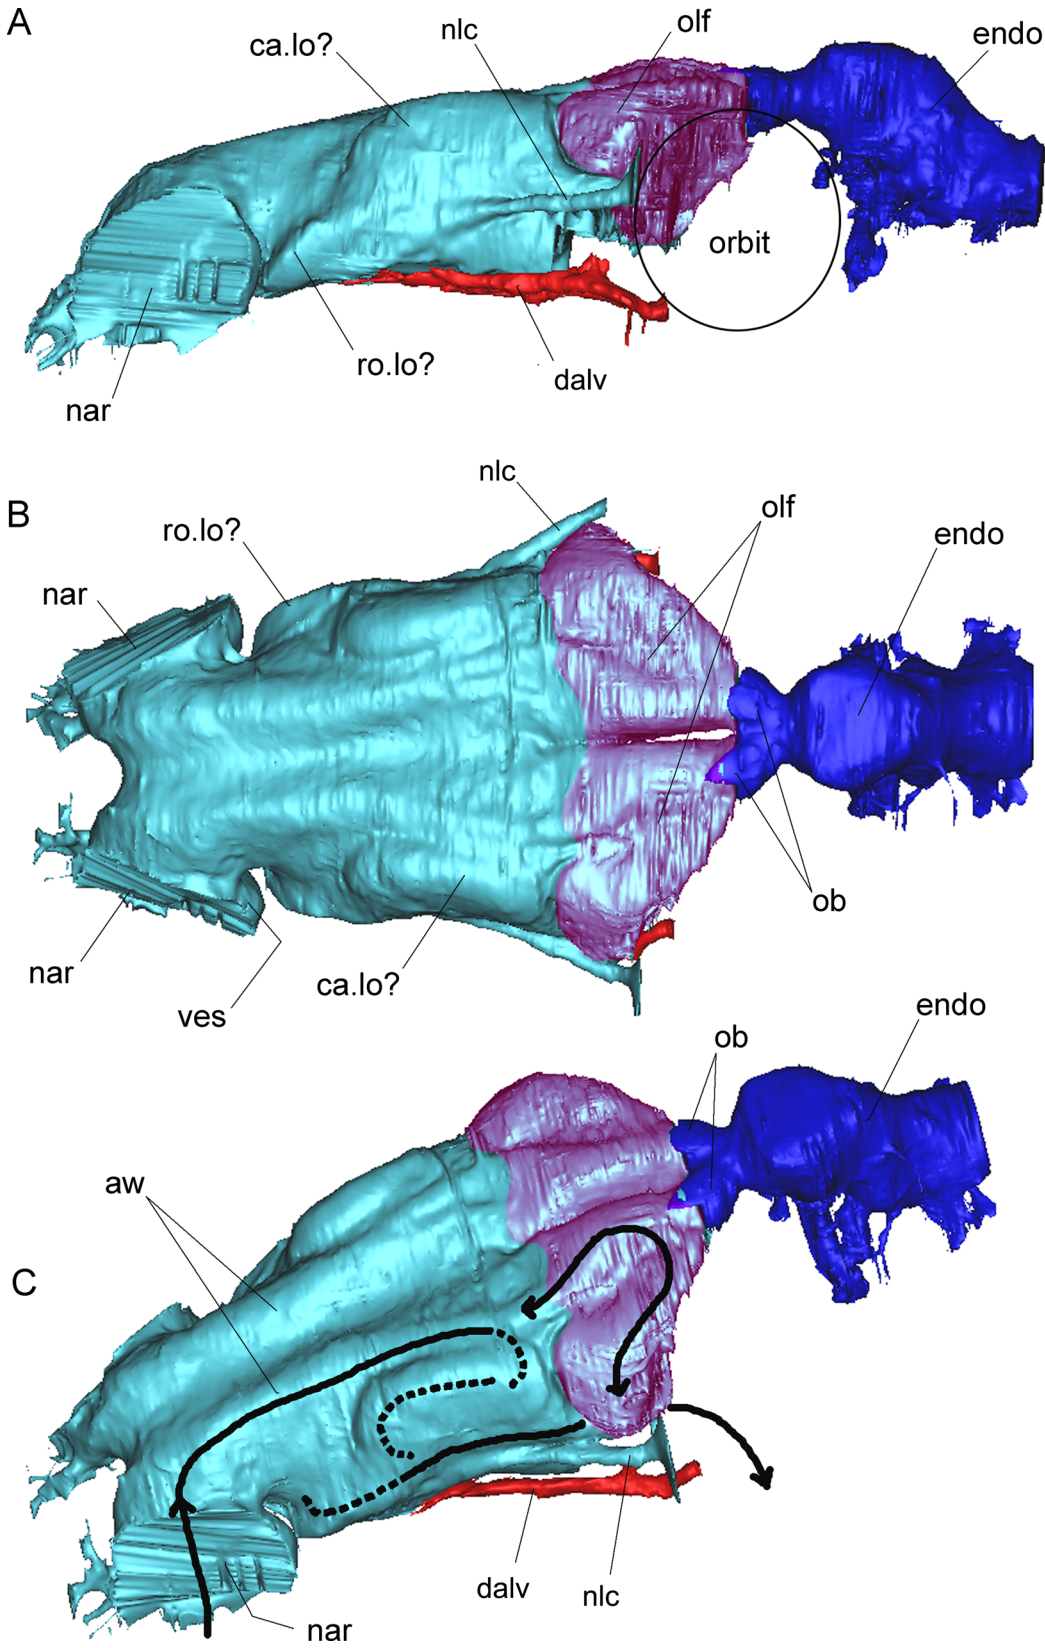 A
ca.lo?
nlc
olf
endo
orbit
ro.lo?
dalv
nar
B
nlc
olf
ro.lo?
endo
nar
ob
nar
ca.lo?
ves
endo
ob
aw
C
dalv
nlc
nar